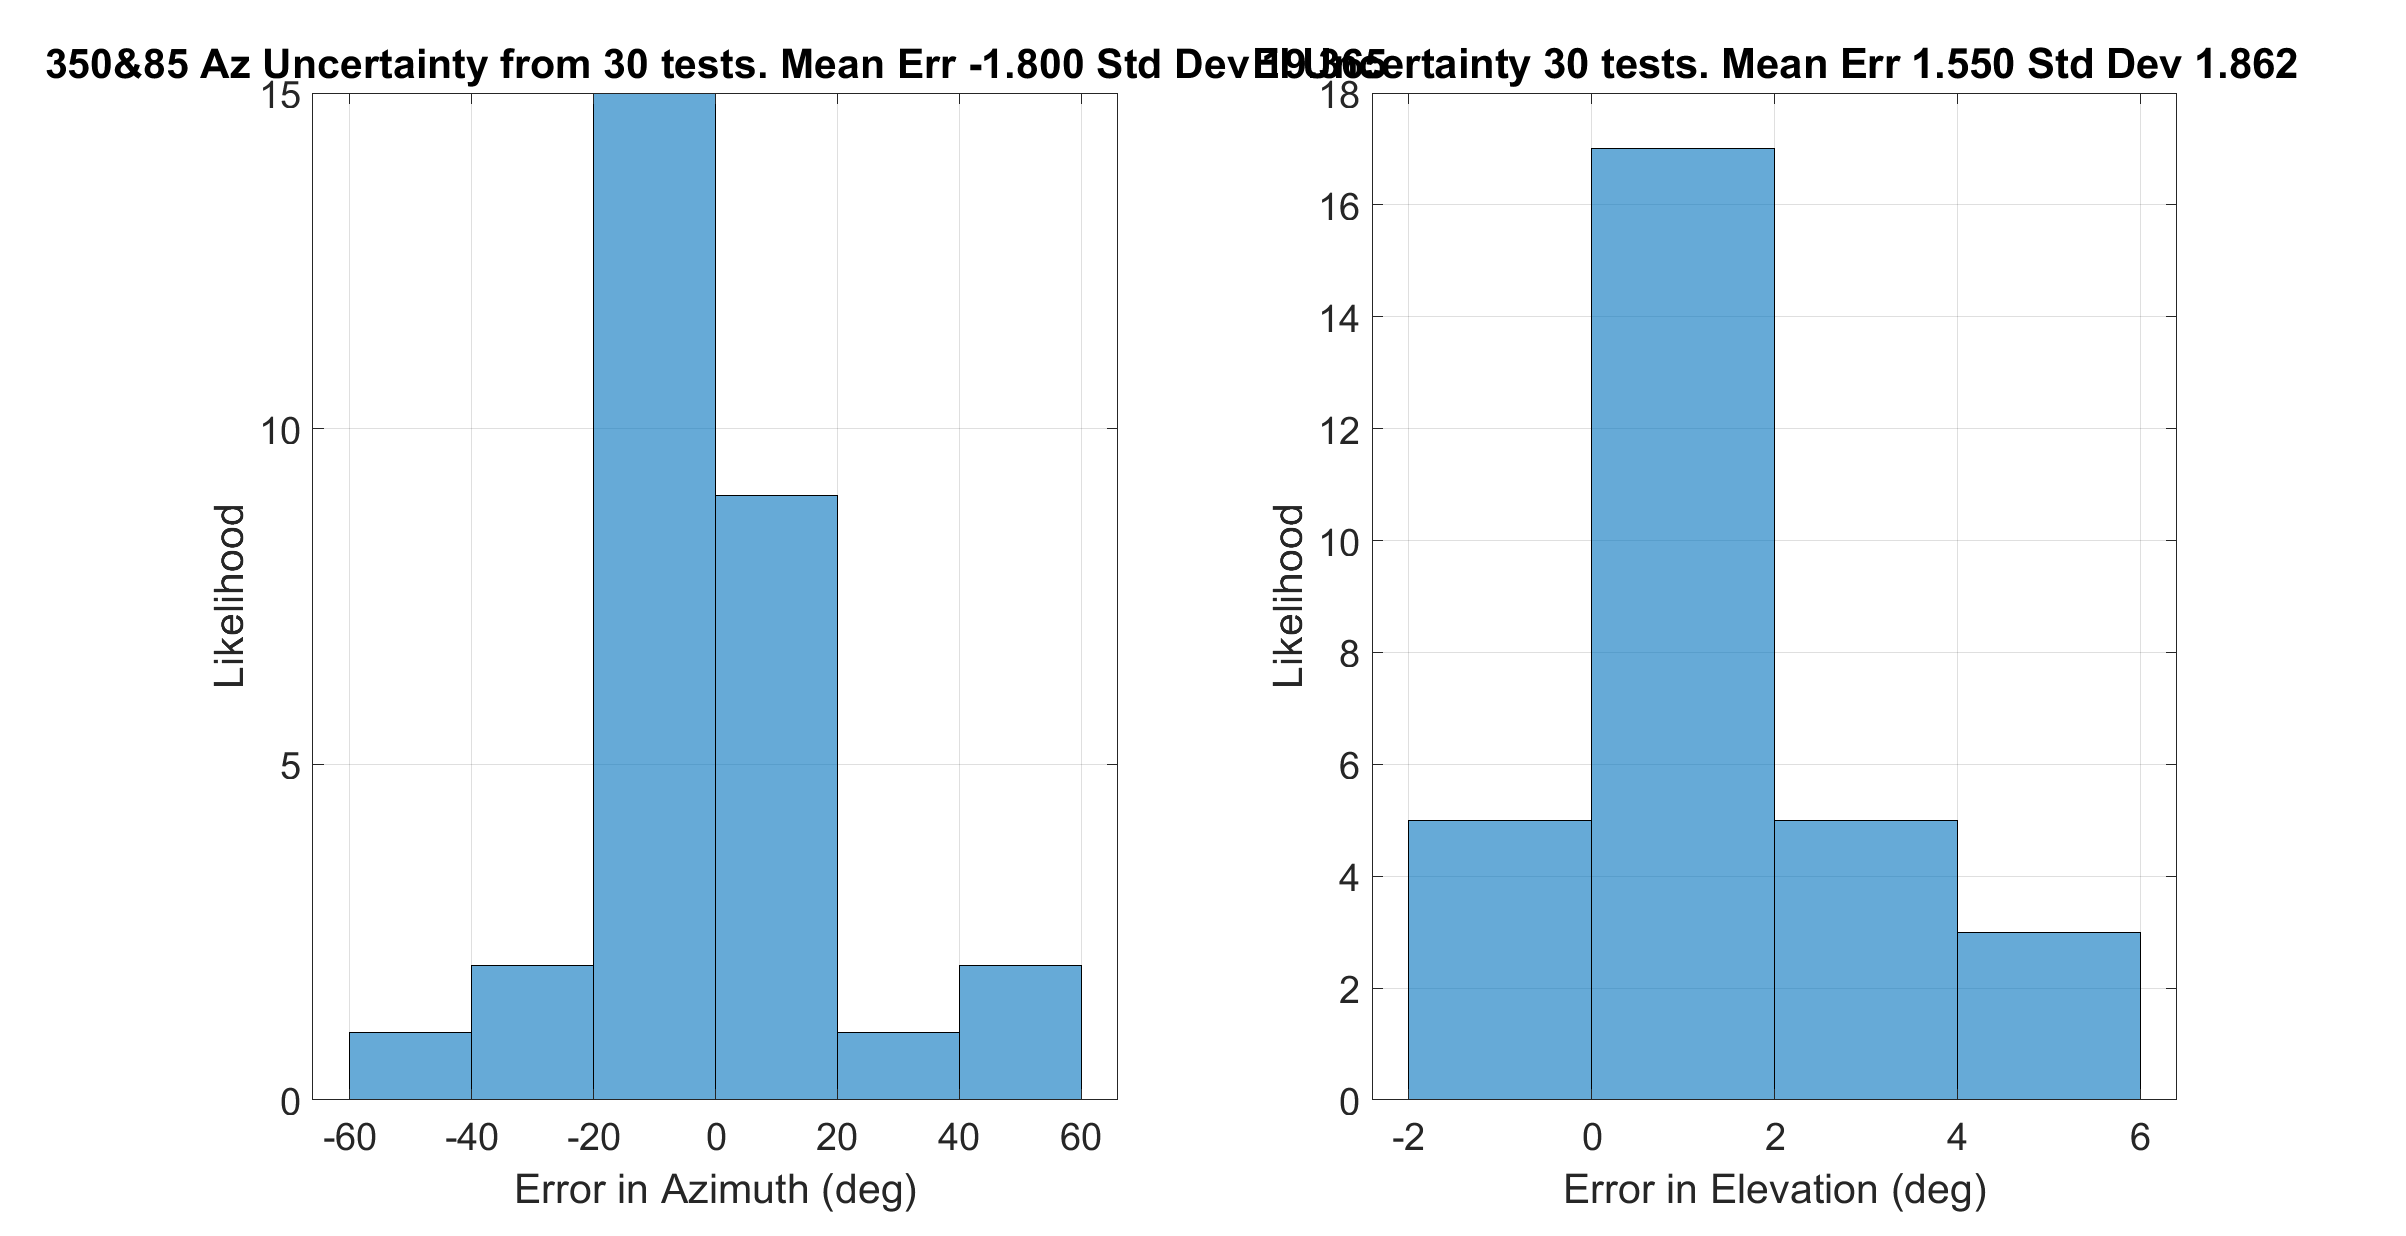 350&85 Az Uncertainty from 30 tests. Mean Err -1.800 Std Dev 19.365
El Uncertainty 30 tests. Mean Err 1.550 Std Dev 1.862
15
10
5
0
Likelihood
-60 -40 -20 0 20 40 60
Error in Azimuth (deg)
18
16
14
12
10
8
6
4
2
0
Likelihood
-2 0 2 4 6
Error in Elevation (deg)